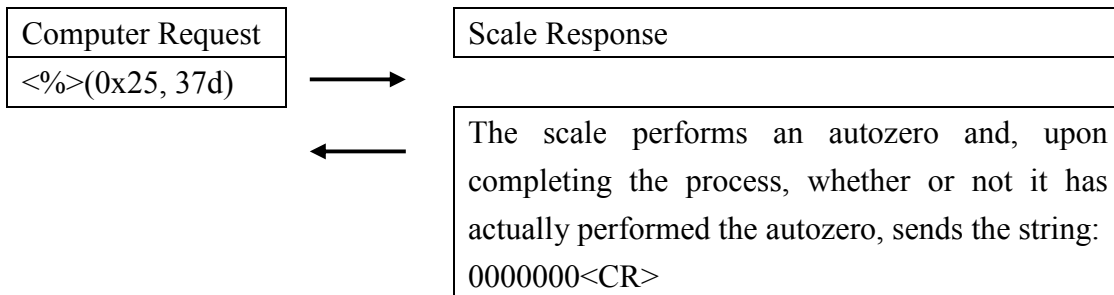 Computer Request
Scale Response
<%>(0x25, 37d)
The scale performs an autozero and, upon
completing the process, whether or not it has
actually performed the autozero, sends the string:
0000000<CR>